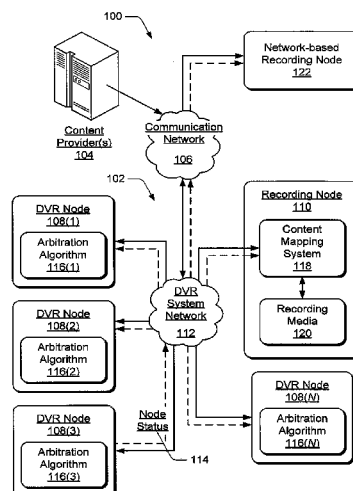 100
Network-based
Recording Node
122
Content
Provider(s)
104
Communication
Network
106
102
DVR Node
108(1)
Arbitration
Algorithm
116(1)
Recording Node
110
Content
Mapping
System
118
Recording
Media
120
DVR
System
Network
112
DVR Node
108(2)
Arbitration
Algorithm
116(2)
DVR Node
108(3)
Arbitration
Algorithm
116(3)
Node
Status
114
DVR Node
108(N)
Arbitration
Algorithm
116(N)